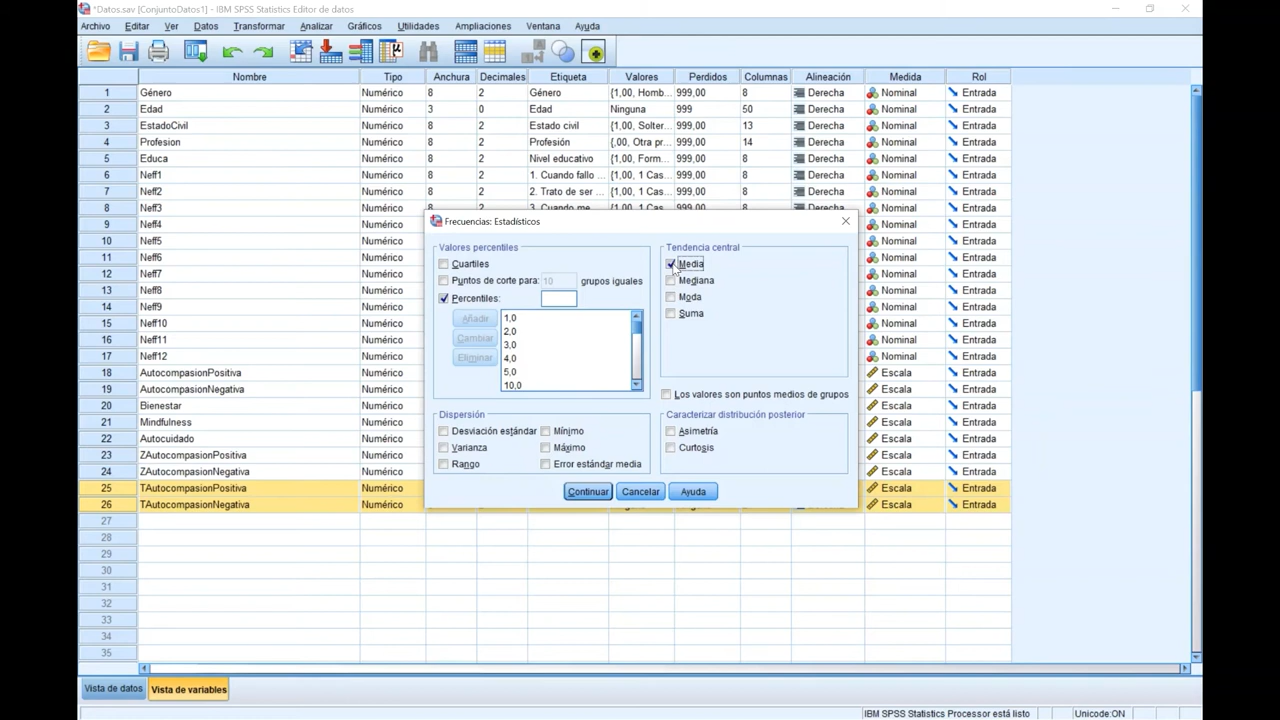 *Datos.sav [ConjuntoDatos1] - IBM SPSS Statistics Editor de datos
Archivo Editar Ver Datos Transformar Analizar Gráficos Utilidades Ampliaciones Ventana Ayuda
Nombre Tipo Anchura Decimales Etiqueta Valores Perdidos Columnas Alineación Medida Rol
1 Género Numérico 8 2 Género {1,00, Homb... 999,00 8 Derecha Nominal Entrada
2 Edad Numérico 3 0 Edad Ninguna 999 50 Derecha Nominal Entrada
3 EstadoCivil Numérico 8 2 Estado civil {1,00, Solter... 999,00 13 Derecha Nominal Entrada
4 Profesion Numérico 8 2 Profesión {,00, Otra pr... 999,00 14 Derecha Nominal Entrada
5 Educa Numérico 8 2 Nivel educativo {1,00, Form... 999,00 8 Derecha Nominal Entrada
6 Neff1 Numérico 8 2 1. Cuando fallo ... {1,00, 1 Cas... 999,00 8 Derecha Nominal Entrada
7 Neff2 Numérico 8 2 2. Trato de ser ... {1,00, 1 Cas... 999,00 8 Derecha Nominal Entrada
8 Neff3 Numérico 8 2 3. Cuando me {1,00, 1 Cas... 999,00 8 Derecha Nominal Entrada
9 Neff4 Numérico Nominal Entrada
10 Neff5 Numérico Nominal Entrada
11 Neff6 Numérico Nominal Entrada
12 Neff7 Numérico Nominal Entrada
13 Neff8 Numérico Nominal Entrada
14 Neff9 Numérico Nominal Entrada
15 Neff10 Numérico Nominal Entrada
16 Neff11 Numérico Nominal Entrada
17 Neff12 Numérico Nominal Entrada
18 AutocompasionPositiva Numérico Escala Entrada
19 AutocompasionNegativa Numérico Escala Entrada
20 Bienestar Numérico Escala Entrada
21 Mindfulness Numérico Escala Entrada
22 Autocuidado Numérico Escala Entrada
23 ZAutocompasionPositiva Numérico Escala Entrada
24 ZAutocompasionNegativa Numérico Escala Entrada
25 TAutocompasionPositiva Numérico Escala Entrada
26 TAutocompasionNegativa Numérico Escala Entrada
27
28
29
30
31
32
33
34
35
Frecuencias: Estadísticos
Valores percentiles
Cuartiles
Puntos de corte para: 10 grupos iguales
Percentiles:
Añadir
Cambiar
Eliminar
1,0
2,0
3,0
4,0
5,0
10,0
Tendencia central
Media
Mediana
Moda
Suma
Los valores son puntos medios de grupos
Dispersión
Desviación estándar Mínimo
Varianza Máximo
Rango Error estándar media
Caracterizar distribución posterior
Asimetría
Curtosis
Continuar Cancelar Ayuda
Vista de datos Vista de variables
IBM SPSS Statistics Processor está listo Unicode:ON